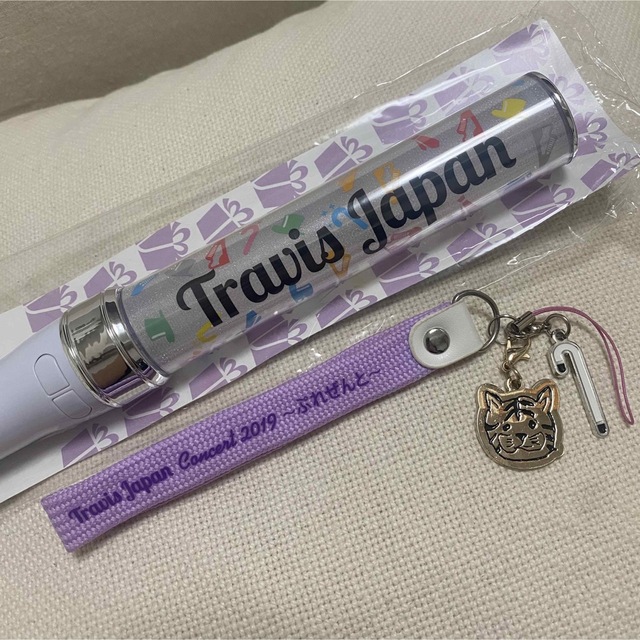 Travis Japan
Travis Japan Concert 2019 〜ぷれぜんと〜